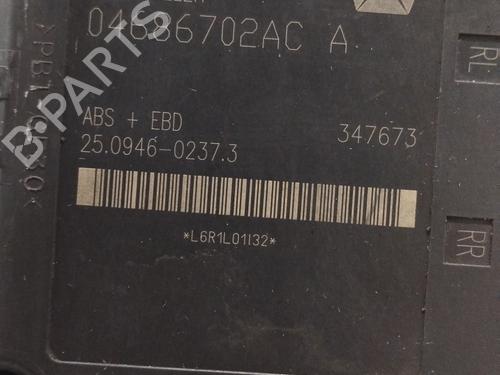 04686702AC A
RL
ABS + EBD 347673
25.0946-0237.3
*L6R1L01I32*
RR
B-PARTS